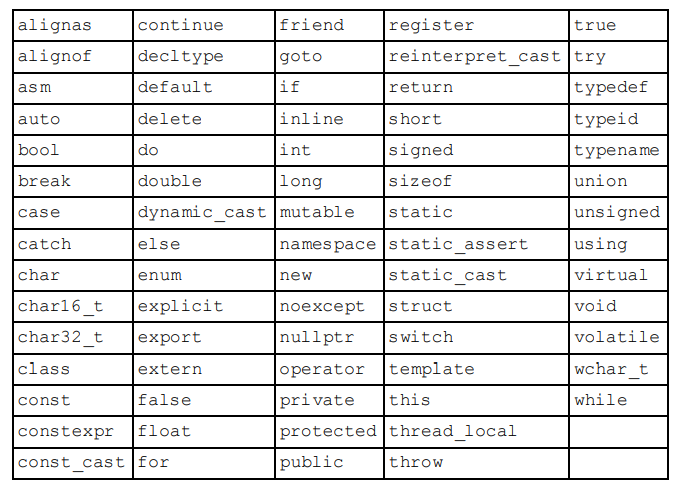 alignas continue friend register true
alignof decltype goto reinterpret_cast try
asm default if return typedef
auto delete inline short typeid
bool do int signed typename
break double long sizeof union
case dynamic_cast mutable static unsigned
catch else namespace static_assert using
char enum new static_cast virtual
char16_t explicit noexcept struct void
char32_t export nullptr switch volatile
class extern operator template wchar_t
const false private this while
constexpr float protected thread_local
const_cast for public throw